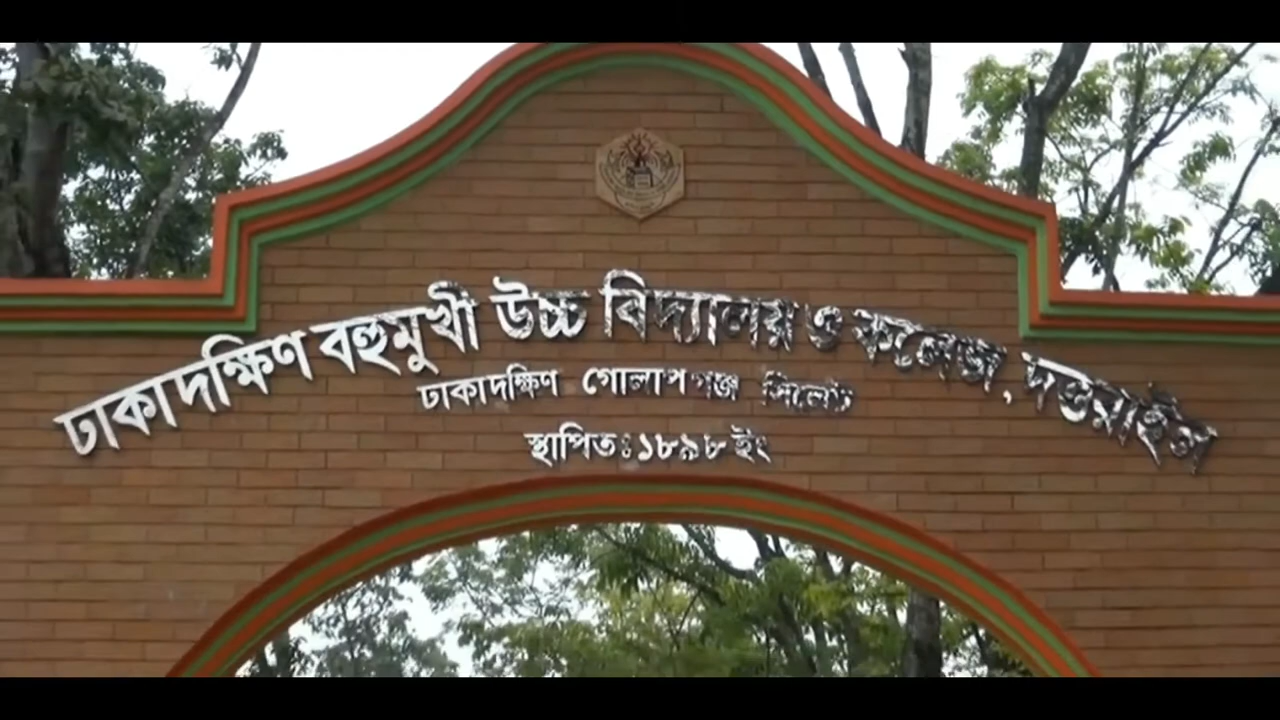 ঢাকাদক্ষিণ বহুমুখী উচ্চ বিদ্যালয় ও কলেজ, দত্তরাইল
ঢাকাদক্ষিণ গোলাপগঞ্জ সিলেট
স্থাপিত: ১৮৯৮ ইং